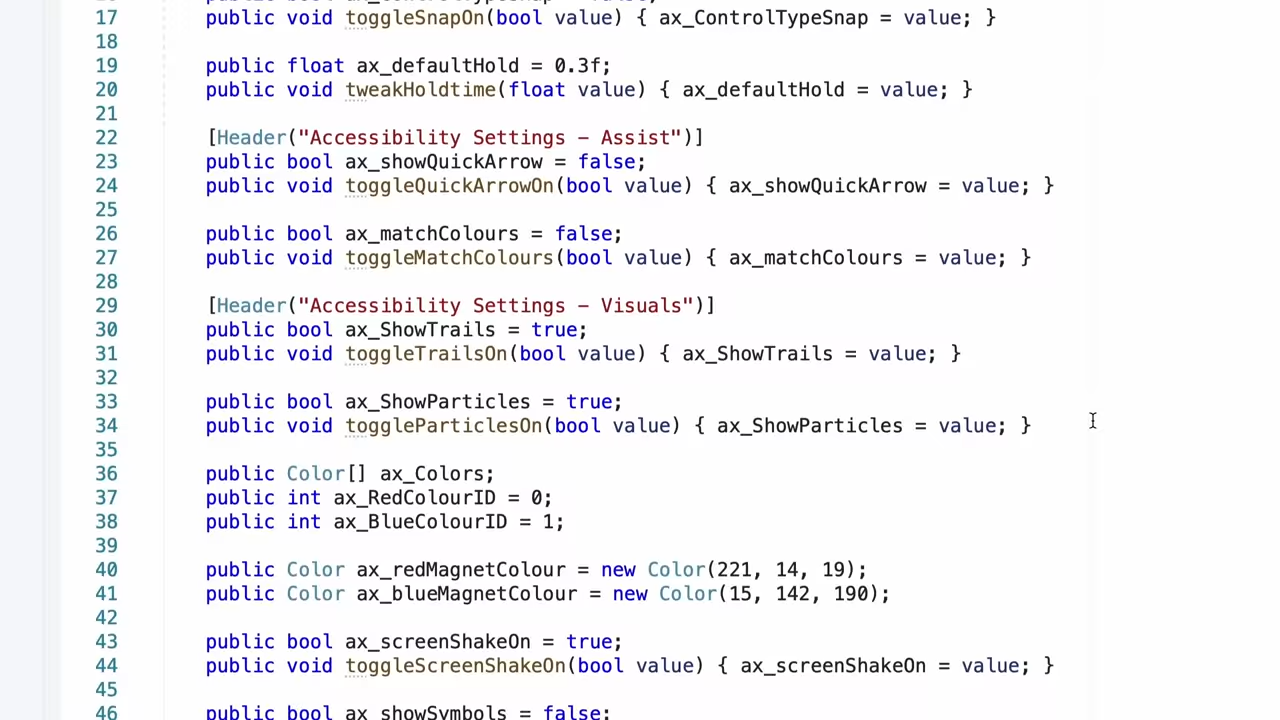 17 public void toggleSnapOn(bool value) { ax_ControlTypeSnap = value; }
18
19 public float ax_defaultHold = 0.3f;
20 public void tweakHoldtime(float value) { ax_defaultHold = value; }
21
22 [Header("Accessibility Settings – Assist")]
23 public bool ax_showQuickArrow = false;
24 public void toggleQuickArrowOn(bool value) { ax_showQuickArrow = value; }
25
26 public bool ax_matchColours = false;
27 public void toggleMatchColours(bool value) { ax_matchColours = value; }
28
29 [Header("Accessibility Settings – Visuals")]
30 public bool ax_ShowTrails = true;
31 public void toggleTrailsOn(bool value) { ax_ShowTrails = value; }
32
33 public bool ax_ShowParticles = true;
34 public void toggleParticlesOn(bool value) { ax_ShowParticles = value; }
35
36 public Color[] ax_Colors;
37 public int ax_RedColourID = 0;
38 public int ax_BlueColourID = 1;
39
40 public Color ax_redMagnetColour = new Color(221, 14, 19);
41 public Color ax_blueMagnetColour = new Color(15, 142, 190);
42
43 public bool ax_screenShakeOn = true;
44 public void toggleScreenShakeOn(bool value) { ax_screenShakeOn = value; }
45
46 public bool ax_showSymbols = false;